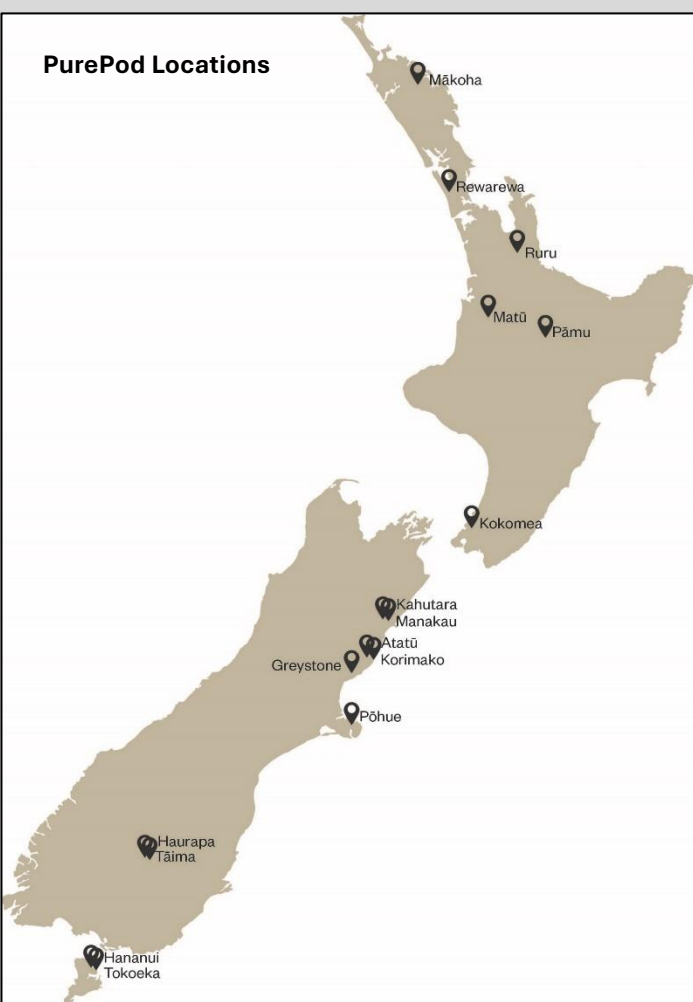 PurePod Locations
Mākoha
Rewarewa
Ruru
Matū
Pāmu
Kokomea
Kahutara
Manakau
Atatū
Korimako
Greystone
Pōhue
Haurapa
Tāima
Hananui
Tokoeka